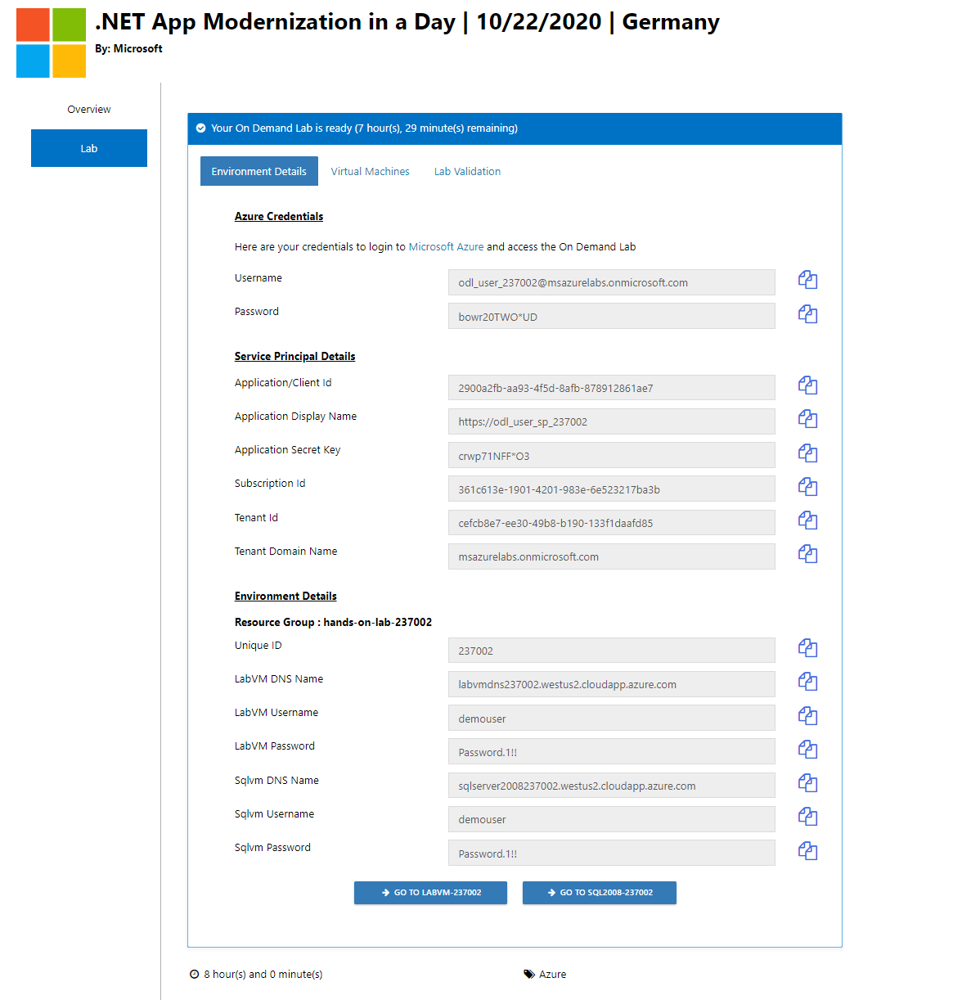 .NET App Modernization in a Day | 10/22/2020 | Germany
By: Microsoft
Overview
Lab
Your On Demand Lab is ready (7 hour(s), 29 minute(s) remaining)
Environment Details Virtual Machines Lab Validation
Azure Credentials
Here are your credentials to login to Microsoft Azure and access the On Demand Lab
Username odl_user_237002@msazurelabs.onmicrosoft.com
Password bowr20TWO*UD
Service Principal Details
Application/Client Id 2900a2fb-aa93-4f5d-8afb-878912861ae7
Application Display Name https://odl_user_sp_237002
Application Secret Key crwp71NFF*O3
Subscription Id 361c613e-1901-4201-983e-6e523217ba3b
Tenant Id cefcb8e7-ee30-49b8-b190-133f1daafd85
Tenant Domain Name msazurelabs.onmicrosoft.com
Environment Details
Resource Group : hands-on-lab-237002
Unique ID 237002
LabVM DNS Name labvmdns237002.westus2.cloudapp.azure.com
LabVM Username demouser
LabVM Password Password.1!!
Sqlvm DNS Name sqlserver2008237002.westus2.cloudapp.azure.com
Sqlvm Username demouser
Sqlvm Password Password.1!!
GO TO LABVM-237002 GO TO SQL2008-237002
8 hour(s) and 0 minute(s) Azure